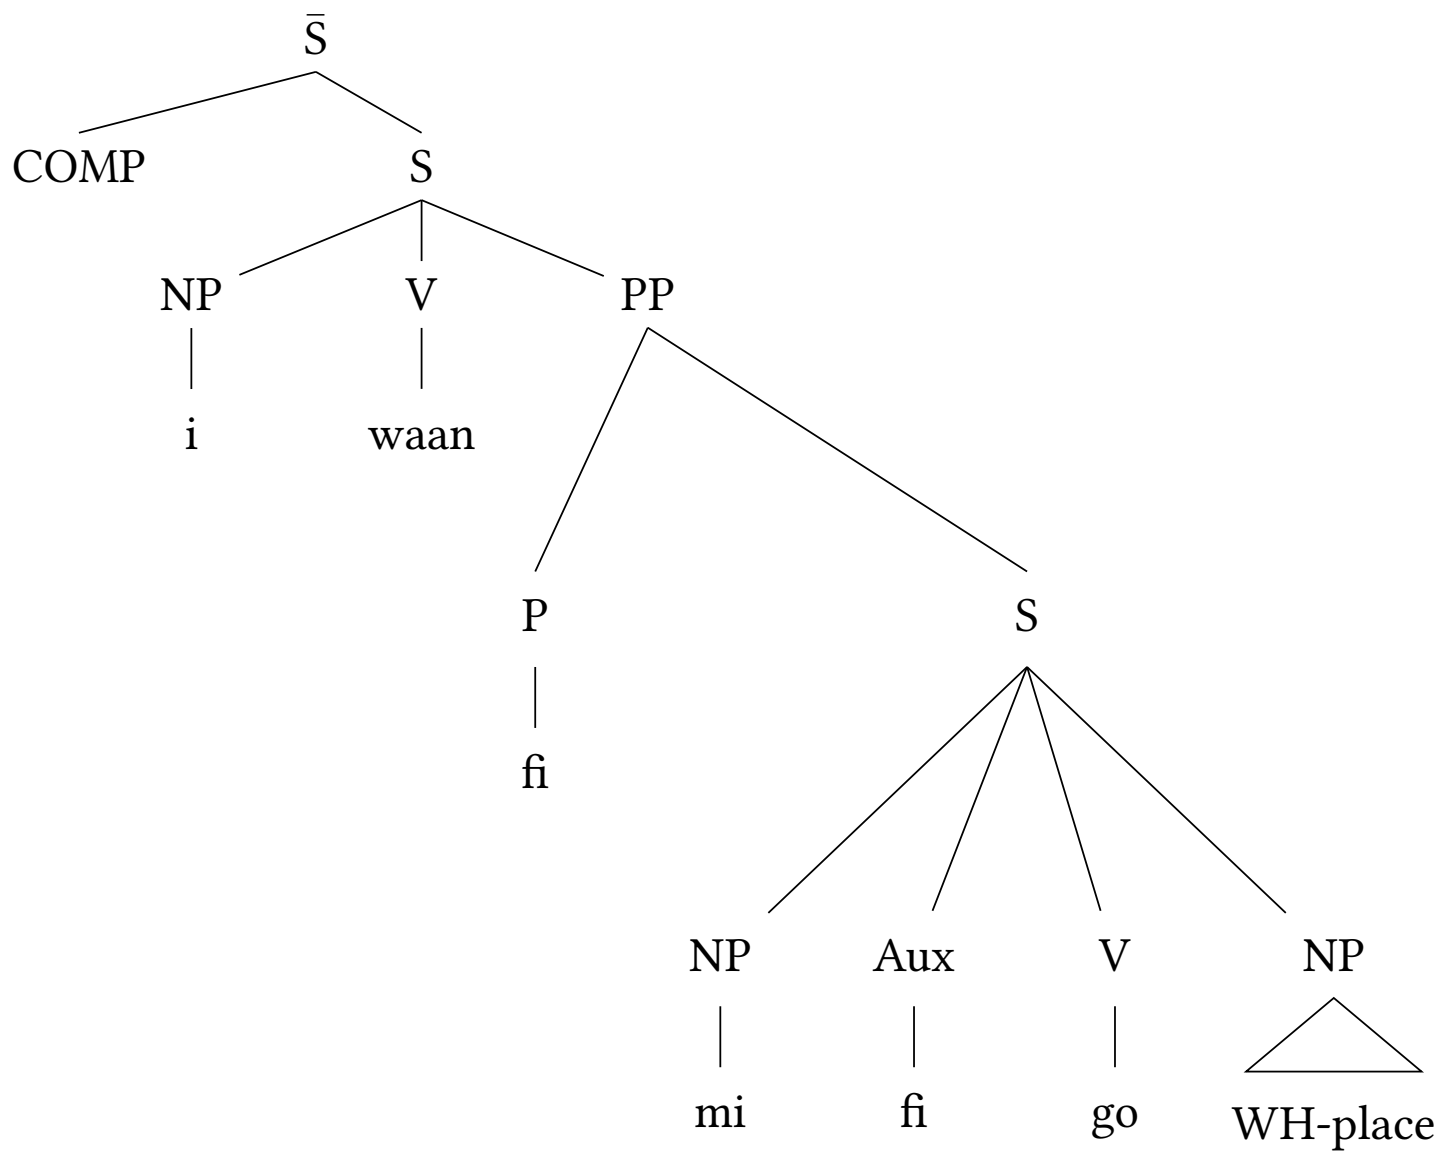 S̄
COMP S
NP V PP
i waan
P S
fi
NP Aux V NP
mi fi go WH-place